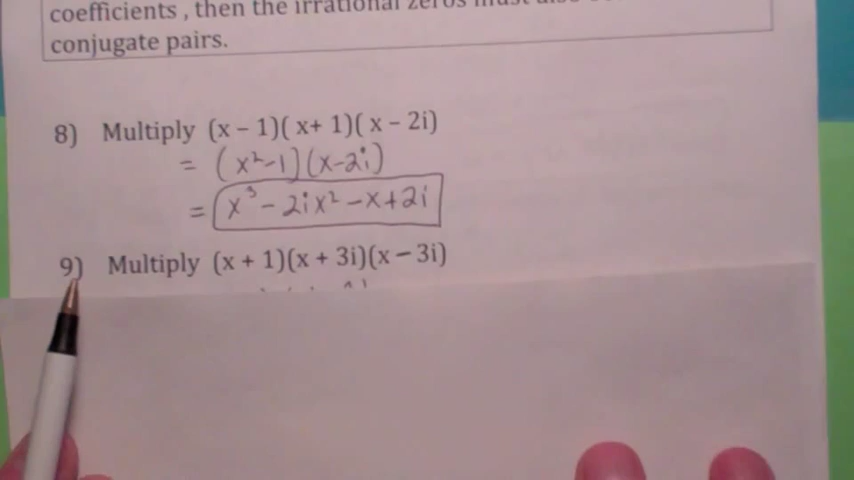 coefficients , then the irrational zeros must also
conjugate pairs.
8) Multiply (x – 1)( x+ 1)( x – 2i)
= (x²-1)(x-2i)
= x³ - 2ix² - x + 2i
9) Multiply (x + 1)(x + 3i)(x – 3i)